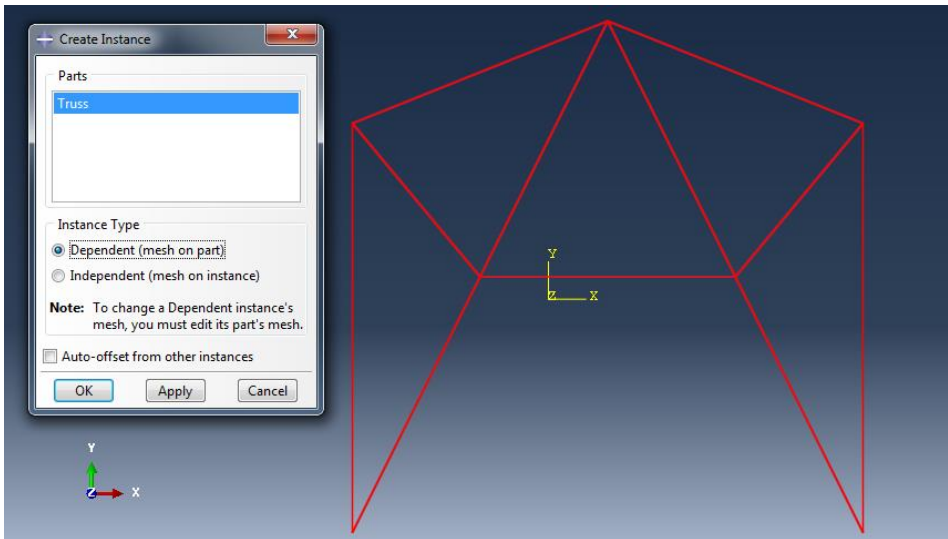 Create Instance
Parts
Truss
Instance Type
Dependent (mesh on part)
Independent (mesh on instance)
Note: To change a Dependent instance's
mesh, you must edit its part's mesh.
Auto-offset from other instances
OK Apply Cancel
Y
Z X
Y
Z X